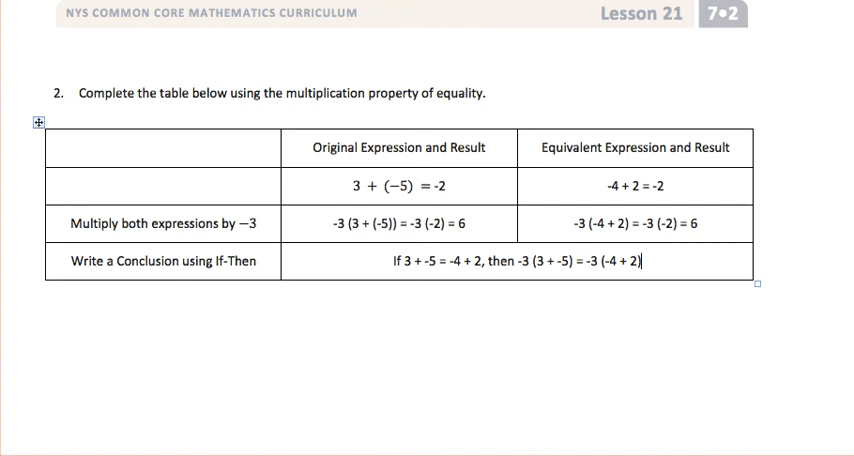 NYS COMMON CORE MATHEMATICS CURRICULUM Lesson 21 7•2
2. Complete the table below using the multiplication property of equality.
Original Expression and Result Equivalent Expression and Result
3 + (−5) = -2 -4 + 2 = -2
Multiply both expressions by −3 -3 (3 + (-5)) = -3 (-2) = 6 -3 (-4 + 2) = -3 (-2) = 6
Write a Conclusion using If-Then If 3 + -5 = -4 + 2, then -3 (3 + -5) = -3 (-4 + 2)